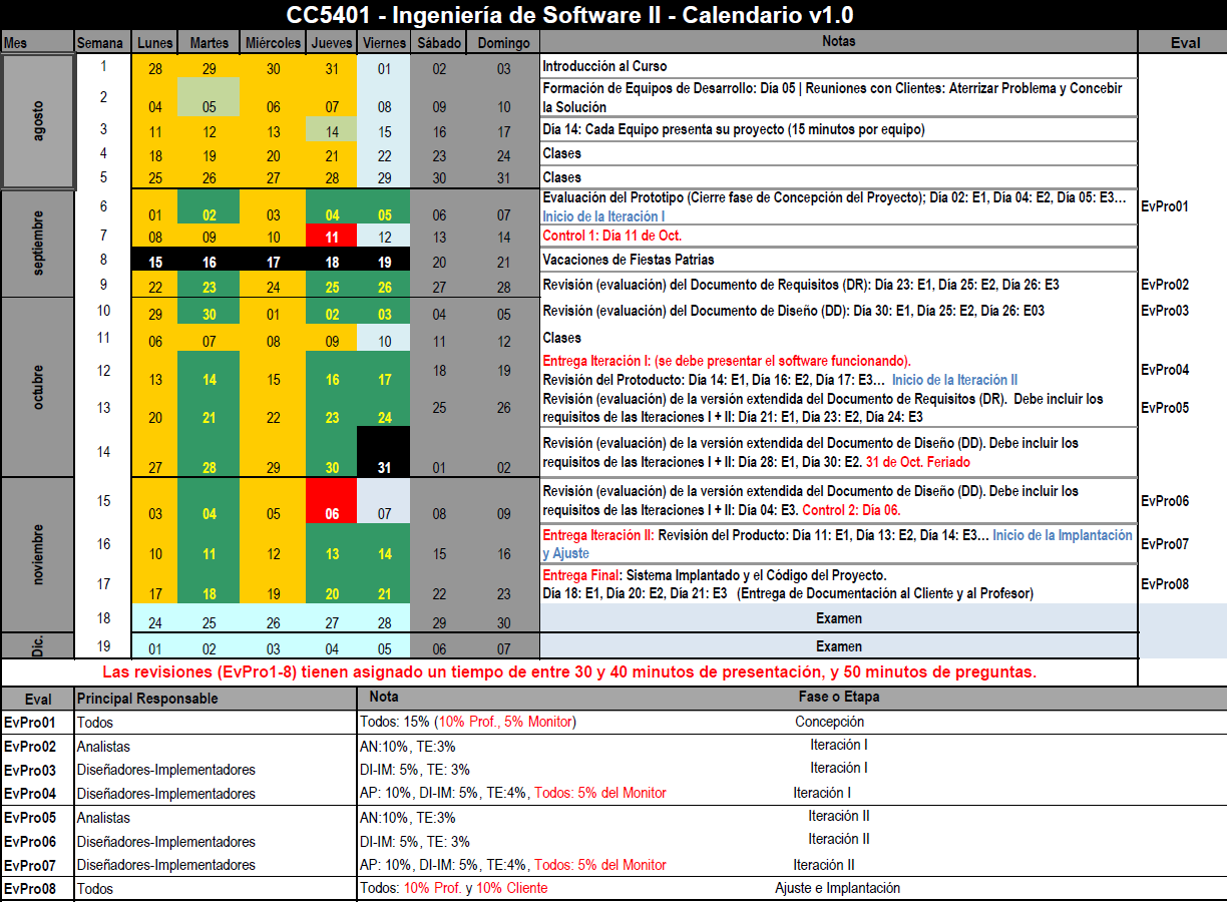 CC5401 - Ingeniería de Software II - Calendario v1.0
Mes Semana Lunes Martes Miércoles Jueves Viernes Sábado Domingo Notas Eval
agosto
1 28 29 30 31 01 02 03 Introducción al Curso
2 04 05 06 07 08 09 10 Formación de Equipos de Desarrollo: Día 05 | Reuniones con Clientes: Aterrizar Problema y Concebir
la Solución
3 11 12 13 14 15 16 17 Día 14: Cada Equipo presenta su proyecto (15 minutos por equipo)
4 18 19 20 21 22 23 24 Clases
5 25 26 27 28 29 30 31 Clases
septiembre
6 01 02 03 04 05 06 07 Evaluación del Prototipo (Cierre fase de Concepción del Proyecto); Día 02: E1, Día 04: E2, Día 05: E3... EvPro01
Inicio de la Iteración I
7 08 09 10 11 12 13 14 Control 1: Día 11 de Oct.
8 15 16 17 18 19 20 21 Vacaciones de Fiestas Patrias
9 22 23 24 25 26 27 28 Revisión (evaluación) del Documento de Requisitos (DR): Día 23: E1, Día 25: E2, Día 26: E3 EvPro02
octubre
10 29 30 01 02 03 04 05 Revisión (evaluación) del Documento de Diseño (DD): Día 30: E1, Día 25: E2, Día 26: E03 EvPro03
11 06 07 08 09 10 11 12 Clases
12 13 14 15 16 17 18 19 Entrega Iteración I: (se debe presentar el software funcionando). EvPro04
Revisión del Protoducto: Día 14: E1, Día 16: E2, Día 17: E3... Inicio de la Iteración II
13 20 21 22 23 24 25 26 Revisión (evaluación) de la versión extendida del Documento de Requisitos (DR). Debe incluir los EvPro05
requisitos de las Iteraciones I + II: Día 21: E1, Día 23: E2, Día 24: E3
14 27 28 29 30 31 01 02 Revisión (evaluación) de la versión extendida del Documento de Diseño (DD). Debe incluir los
requisitos de las Iteraciones I + II: Día 28: E1, Día 30: E2. 31 de Oct. Feriado
noviembre
15 03 04 05 06 07 08 09 Revisión (evaluación) de la versión extendida del Documento de Diseño (DD). Debe incluir los EvPro06
requisitos de las Iteraciones I + II: Día 04: E3. Control 2: Día 06.
16 10 11 12 13 14 15 16 Entrega Iteración II: Revisión del Producto: Día 11: E1, Día 13: E2, Día 14: E3... Inicio de la Implantación EvPro07
y Ajuste
17 17 18 19 20 21 22 23 Entrega Final: Sistema Implantado y el Código del Proyecto. EvPro08
Día 18: E1, Día 20: E2, Día 21: E3 (Entrega de Documentación al Cliente y al Profesor)
18 24 25 26 27 28 29 30 Examen
Dic.
19 01 02 03 04 05 06 07 Examen
Las revisiones (EvPro1-8) tienen asignado un tiempo de entre 30 y 40 minutos de presentación, y 50 minutos de preguntas.
Eval Principal Responsable Nota Fase o Etapa
EvPro01 Todos Todos: 15% (10% Prof., 5% Monitor) Concepción
EvPro02 Analistas AN:10%, TE:3% Iteración I
EvPro03 Diseñadores-Implementadores DI-IM: 5%, TE: 3% Iteración I
EvPro04 Diseñadores-Implementadores AP: 10%, DI-IM: 5%, TE:4%, Todos: 5% del Monitor Iteración I
EvPro05 Analistas AN:10%, TE:3% Iteración II
EvPro06 Diseñadores-Implementadores DI-IM: 5%, TE: 3% Iteración II
EvPro07 Diseñadores-Implementadores AP: 10%, DI-IM: 5%, TE:4%, Todos: 5% del Monitor Iteración II
EvPro08 Todos Todos: 10% Prof. y 10% Cliente Ajuste e Implantación